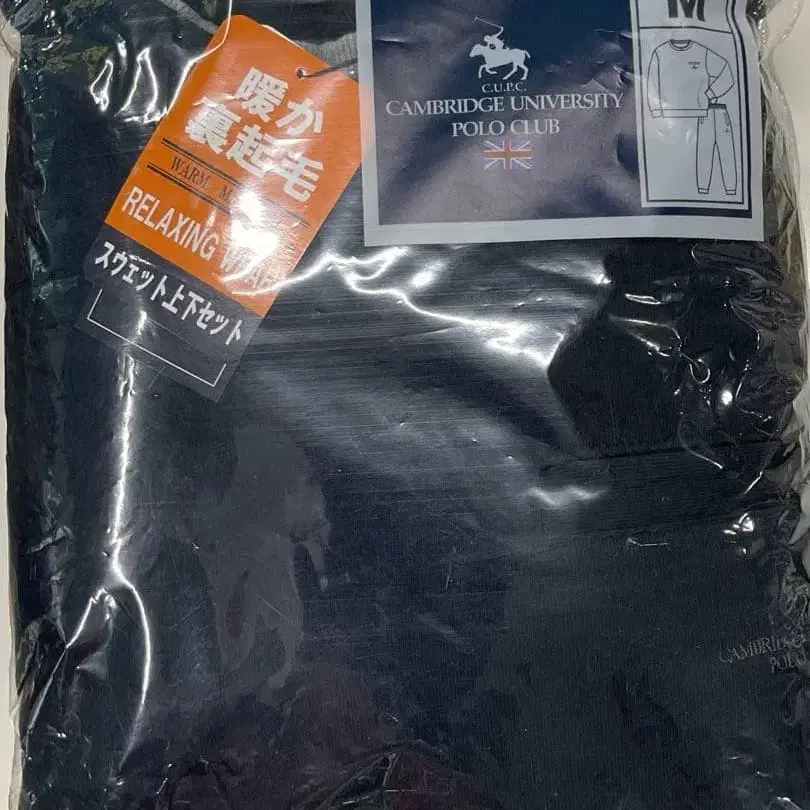 暖か
裏起毛
WARM
RELAXING
スウェット上下セット
M
C.U.P.C.
CAMBRIDGE UNIVERSITY
POLO CLUB